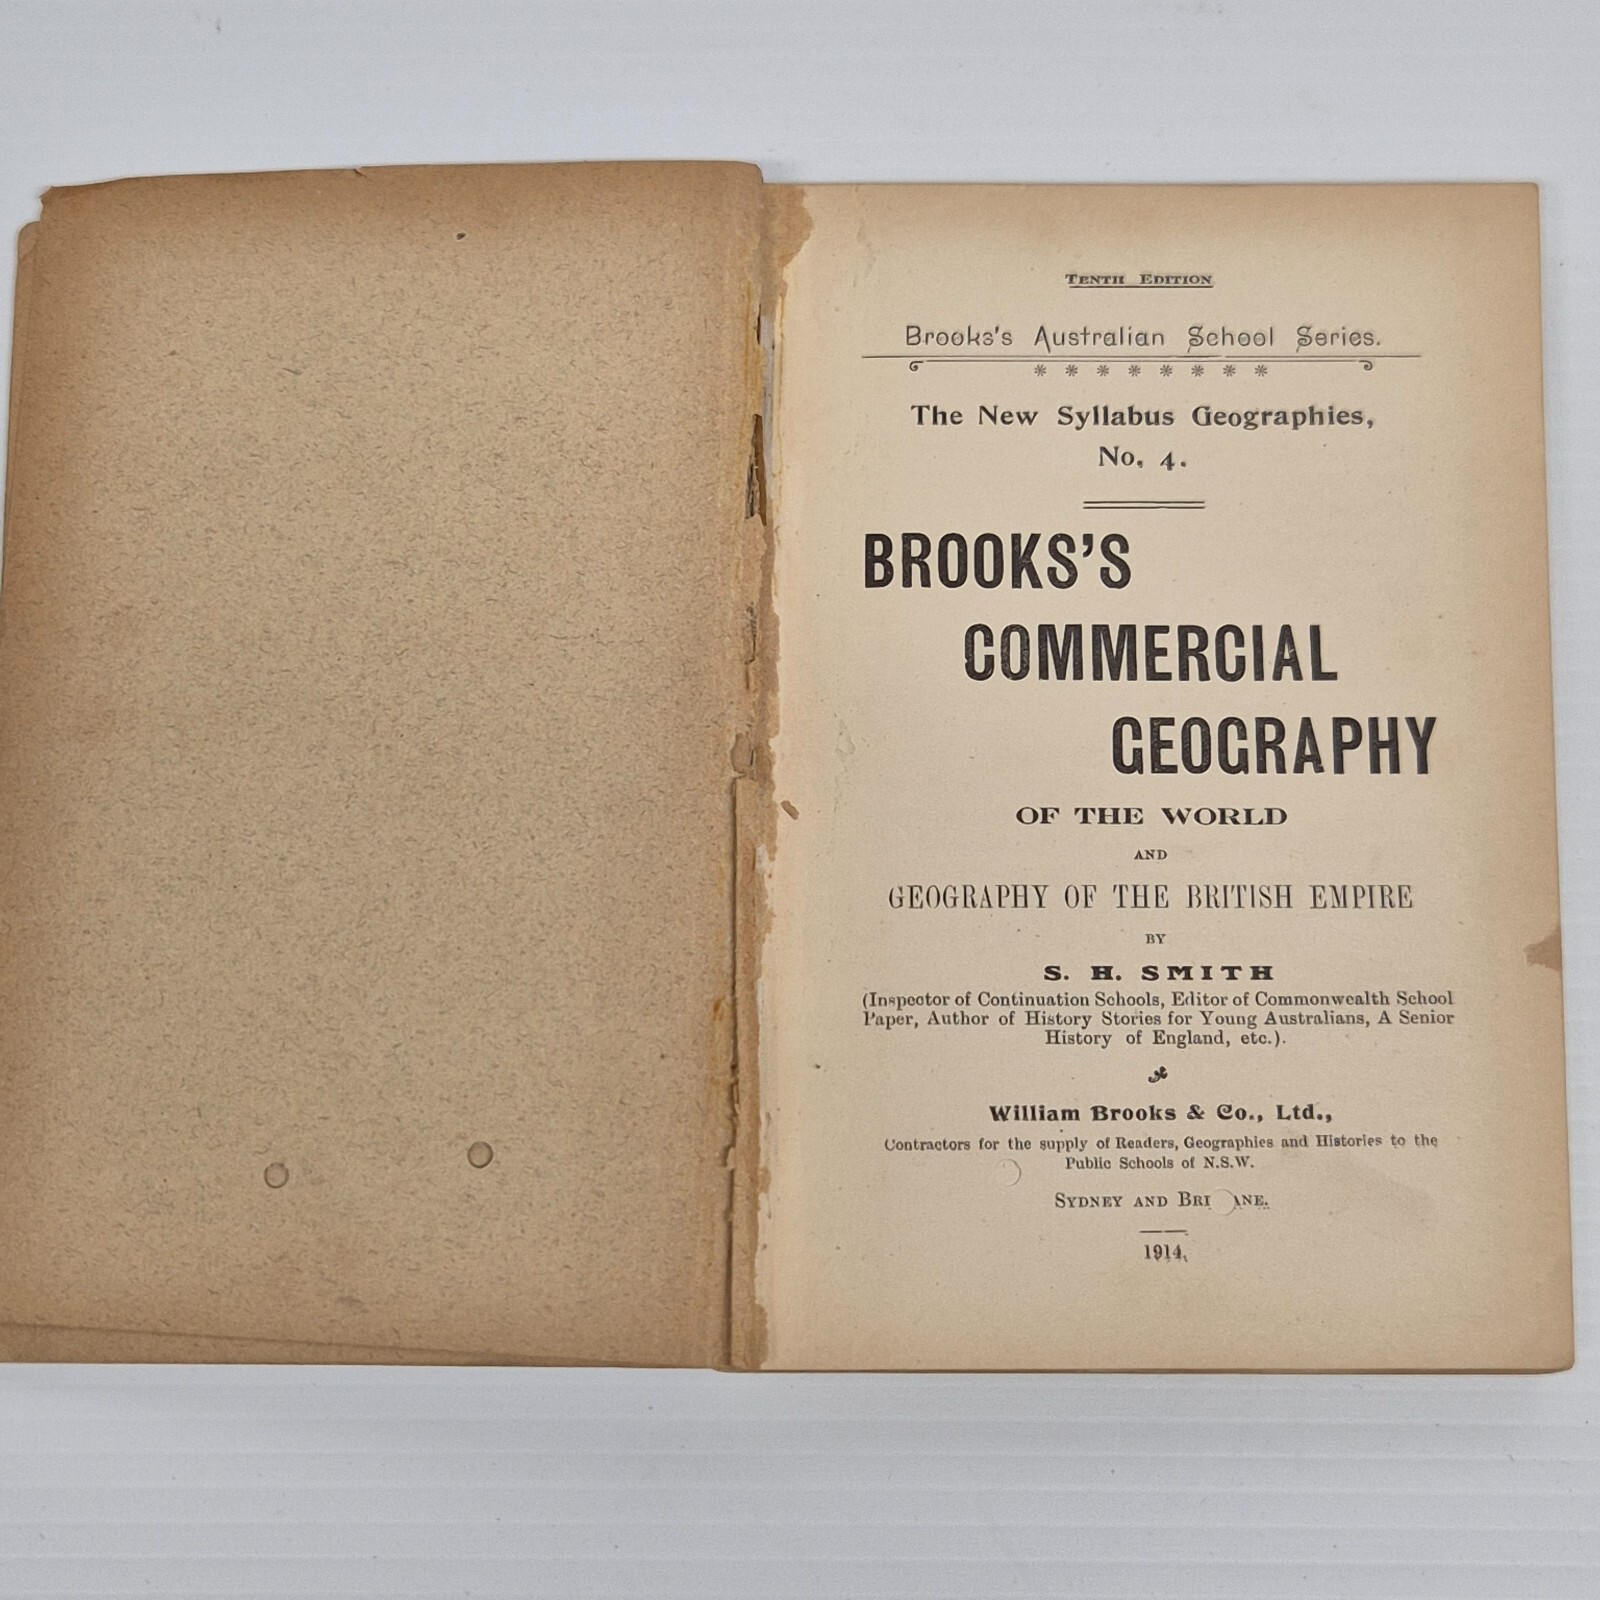 TENTH EDITION
Brooks's Australian School Series.
The New Syllabus Geographies,
No. 4.
BROOKS'S
COMMERCIAL
GEOGRAPHY
OF THE WORLD
AND
GEOGRAPHY OF THE BRITISH EMPIRE
BY
S. H. SMITH
(Inspector of Continuation Schools, Editor of Commonwealth School
Paper, Author of History Stories for Young Australians, A Senior
History of England, etc.).
William Brooks & Co., Ltd.,
Contractors for the supply of Readers, Geographies and Histories to the
Public Schools of N.S.W.
SYDNEY AND BRI ANE.
1914.